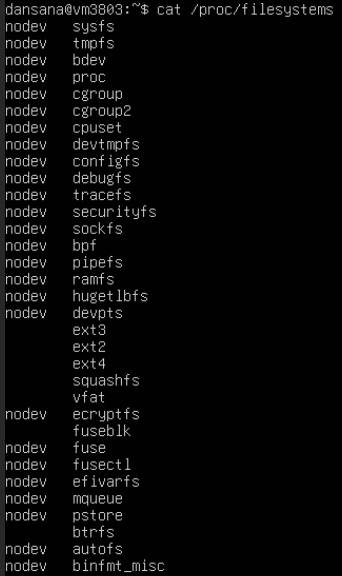 dansana@vm3803:~$ cat /proc/filesystems
nodev   sysfs
nodev   tmpfs
nodev   bdev
nodev   proc
nodev   cgroup
nodev   cgroup2
nodev   cpuset
nodev   devtmpfs
nodev   configfs
nodev   debugfs
nodev   tracefs
nodev   securityfs
nodev   sockfs
nodev   bpf
nodev   pipefs
nodev   ramfs
nodev   hugetlbfs
nodev   devpts
        ext3
        ext2
        ext4
        squashfs
        vfat
nodev   ecryptfs
        fuseblk
nodev   fuse
nodev   fusectl
nodev   efivarfs
nodev   mqueue
nodev   pstore
        btrfs
nodev   autofs
nodev   binfmt_misc